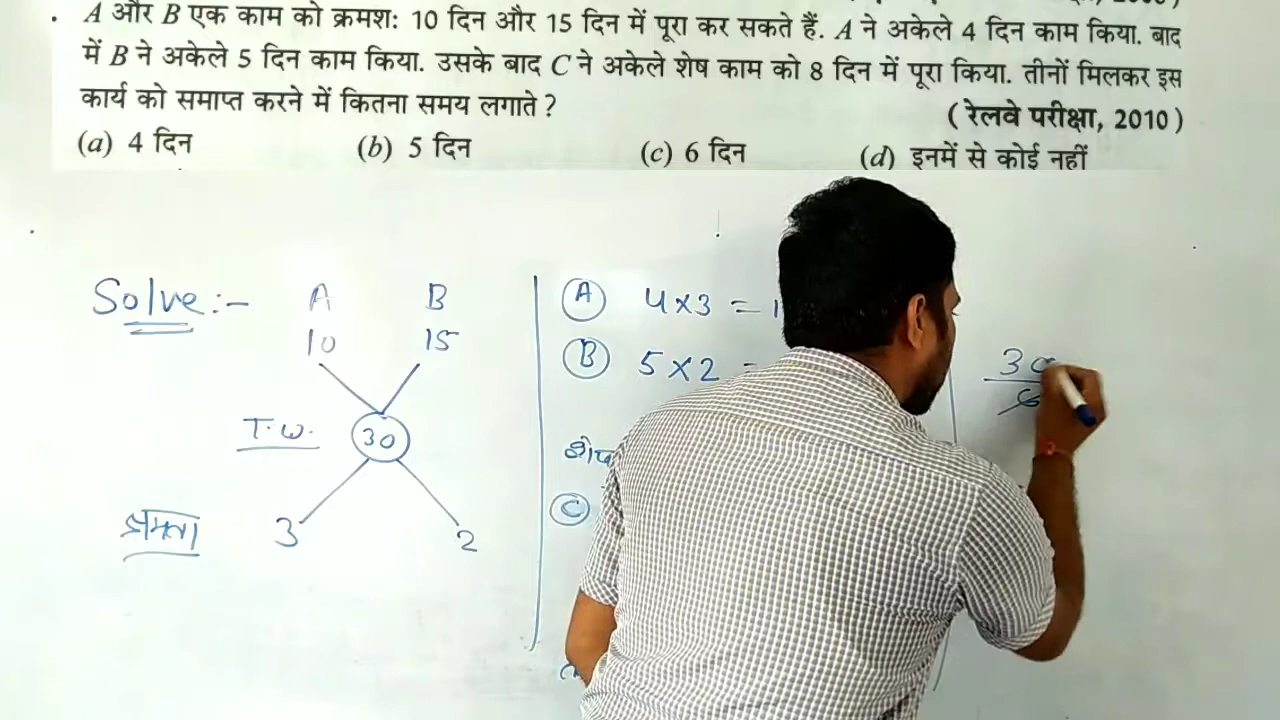 A और B एक काम को क्रमशः 10 दिन और 15 दिन में पूरा कर सकते हैं. A ने अकेले 4 दिन काम किया. बाद
में B ने अकेले 5 दिन काम किया. उसके बाद C ने अकेले शेष काम को 8 दिन में पूरा किया. तीनों मिलकर इस
कार्य को समाप्त करने में कितना समय लगाते ?
( रेलवे परीक्षा, 2010 )
(a) 4 दिन (b) 5 दिन (c) 6 दिन (d) इनमें से कोई नहीं
Solve :- A B
10 15
T.W. 30
क्षमता 3 2
A 4×3 =
B 5×2
शेष
C
30
6